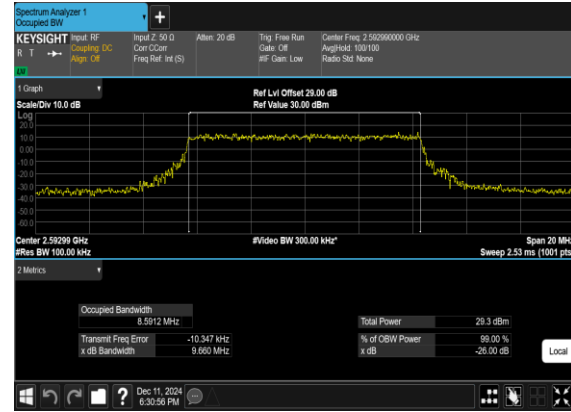 Spectrum Analyzer 1
Occupied BW
+
KEYSIGHT Input: RF Input Z: 50 Ω Atten: 20 dB Trig: Free Run Center Freq: 2.592990000 GHz
R T Coupling: DC Corr CCorr Gate: Off Avg|Hold: 100/100
Align: Off Freq Ref: Int (S) #IF Gain: Low Radio Std: None
LU
1 Graph
Ref Lvl Offset 29.00 dB
Scale/Div 10.0 dB Ref Value 30.00 dBm
Log
20.0
10.0
0.00
-10.0
-20.0
-30.0
-40.0
-50.0
-60.0
Center 2.59299 GHz #Video BW 300.00 kHz* Span 20 MHz
#Res BW 100.00 kHz Sweep 2.53 ms (1001 pts
2 Metrics
Occupied Bandwidth
8.5912 MHz Total Power 29.3 dBm
Transmit Freq Error -10.347 kHz % of OBW Power 99.00 %
x dB Bandwidth 9.660 MHz x dB -26.00 dB
Local
? Dec 11, 2024
6:30:56 PM